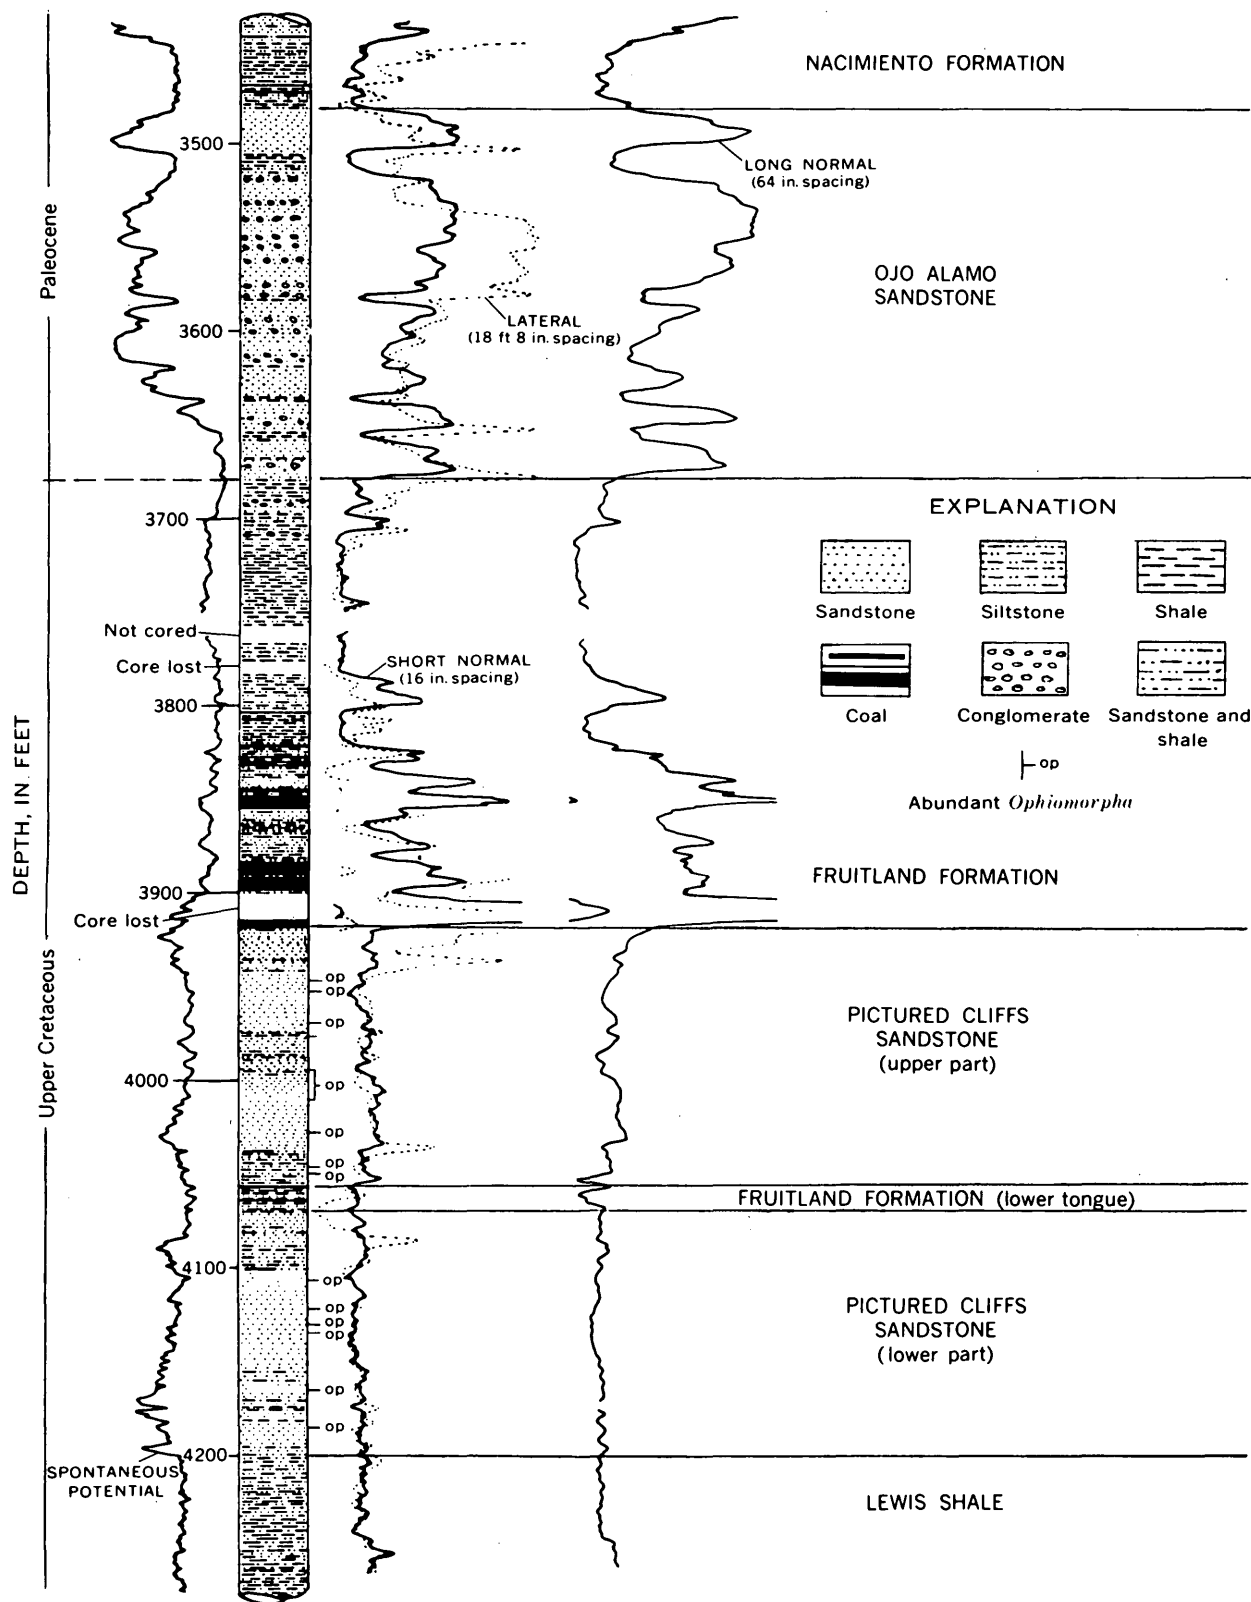 NACIMIENTO FORMATION
3500
LONG NORMAL
(64 in. spacing)
Paleocene
OJO ALAMO
SANDSTONE
LATERAL
(18 ft 8 in. spacing)
3600
3700
EXPLANATION
Sandstone
Siltstone
Shale
Not cored
Core lost
SHORT NORMAL
(16 in. spacing)
3800
Coal
Conglomerate
Sandstone and
shale
op
Abundant Ophiomorpha
DEPTH, IN FEET
FRUITLAND FORMATION
3900
Core lost
Upper Cretaceous
op
op
op
PICTURED CLIFFS
SANDSTONE
(upper part)
4000
op
op
op
op
FRUITLAND FORMATION (lower tongue)
4100
op
op
op
op
PICTURED CLIFFS
SANDSTONE
(lower part)
op
op
4200
SPONTANEOUS
POTENTIAL
LEWIS SHALE